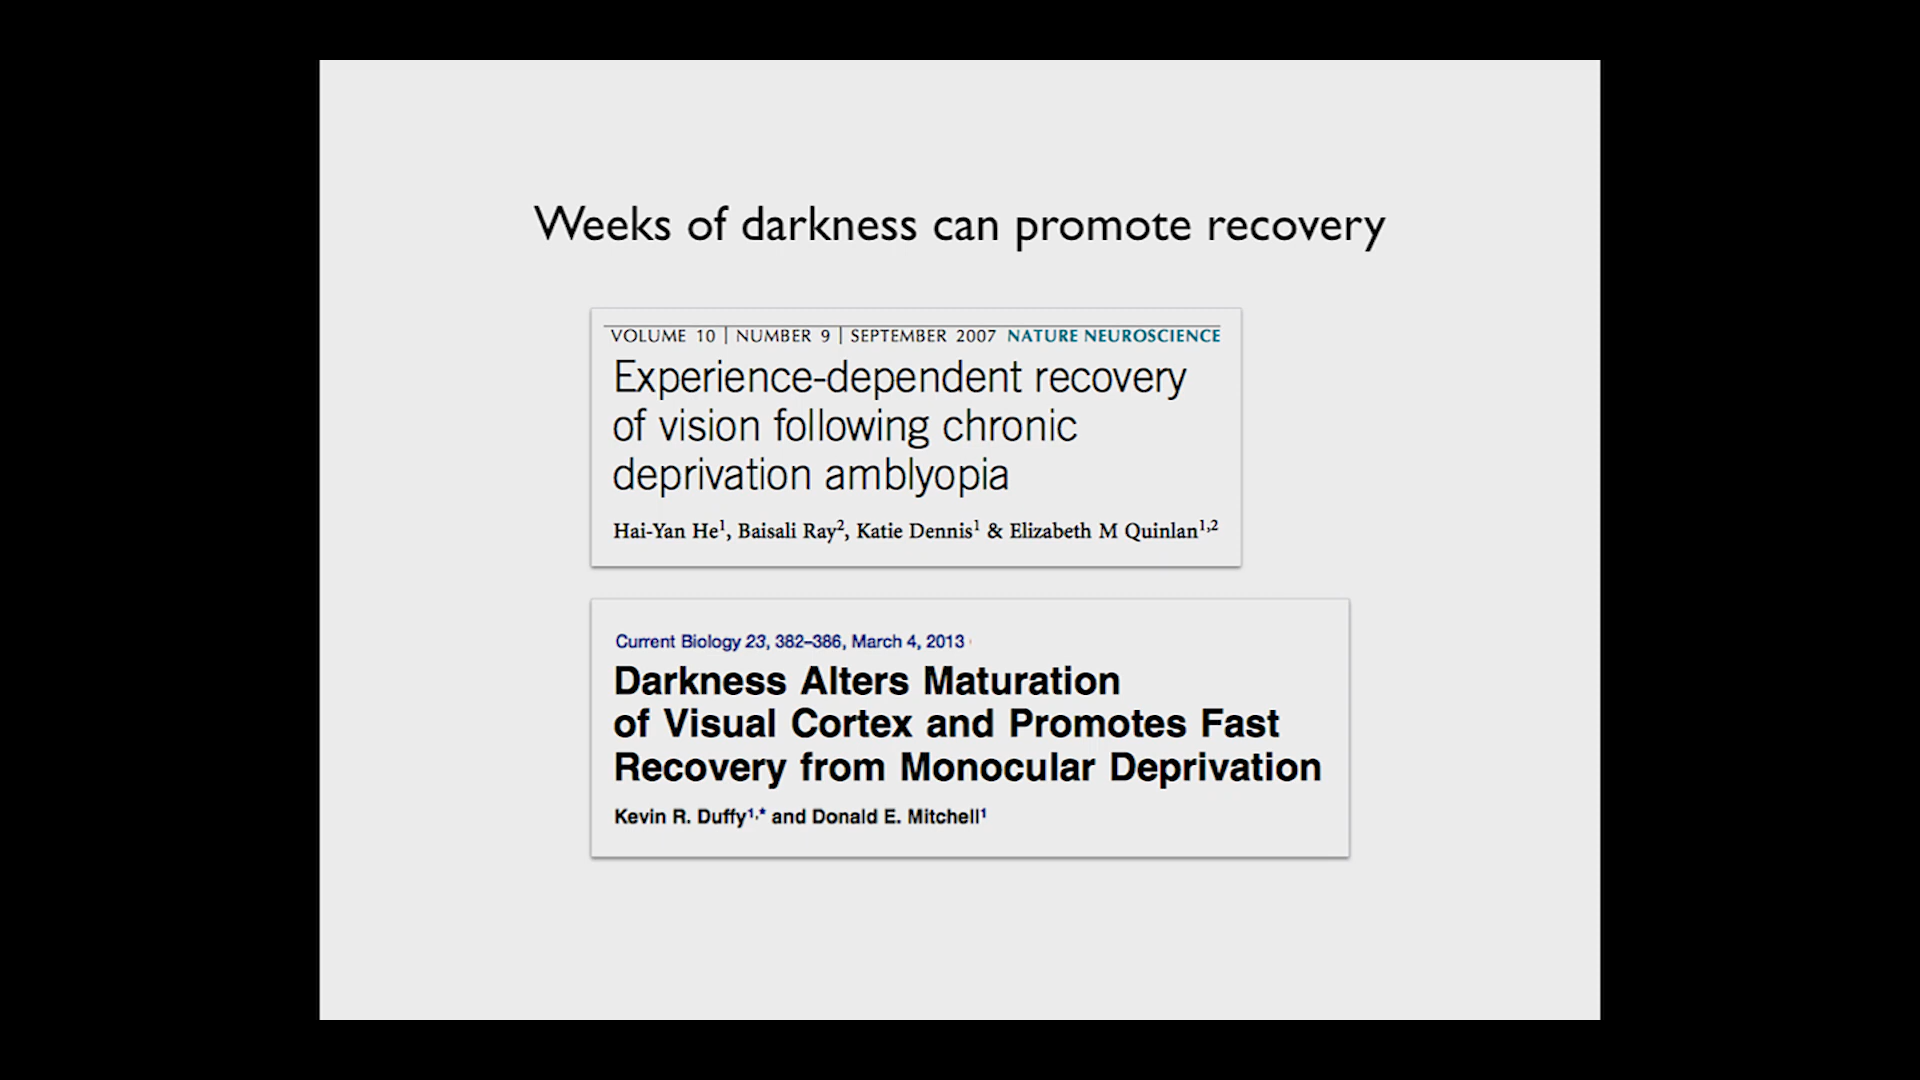 Weeks of darkness can promote recovery
VOLUME 10 | NUMBER 9 | SEPTEMBER 2007 NATURE NEUROSCIENCE
Experience-dependent recovery
of vision following chronic
deprivation amblyopia
Hai-Yan He¹, Baisali Ray², Katie Dennis¹ & Elizabeth M Quinlan¹,²
Current Biology 23, 382–386, March 4, 2013
Darkness Alters Maturation
of Visual Cortex and Promotes Fast
Recovery from Monocular Deprivation
Kevin R. Duffy¹,* and Donald E. Mitchell¹